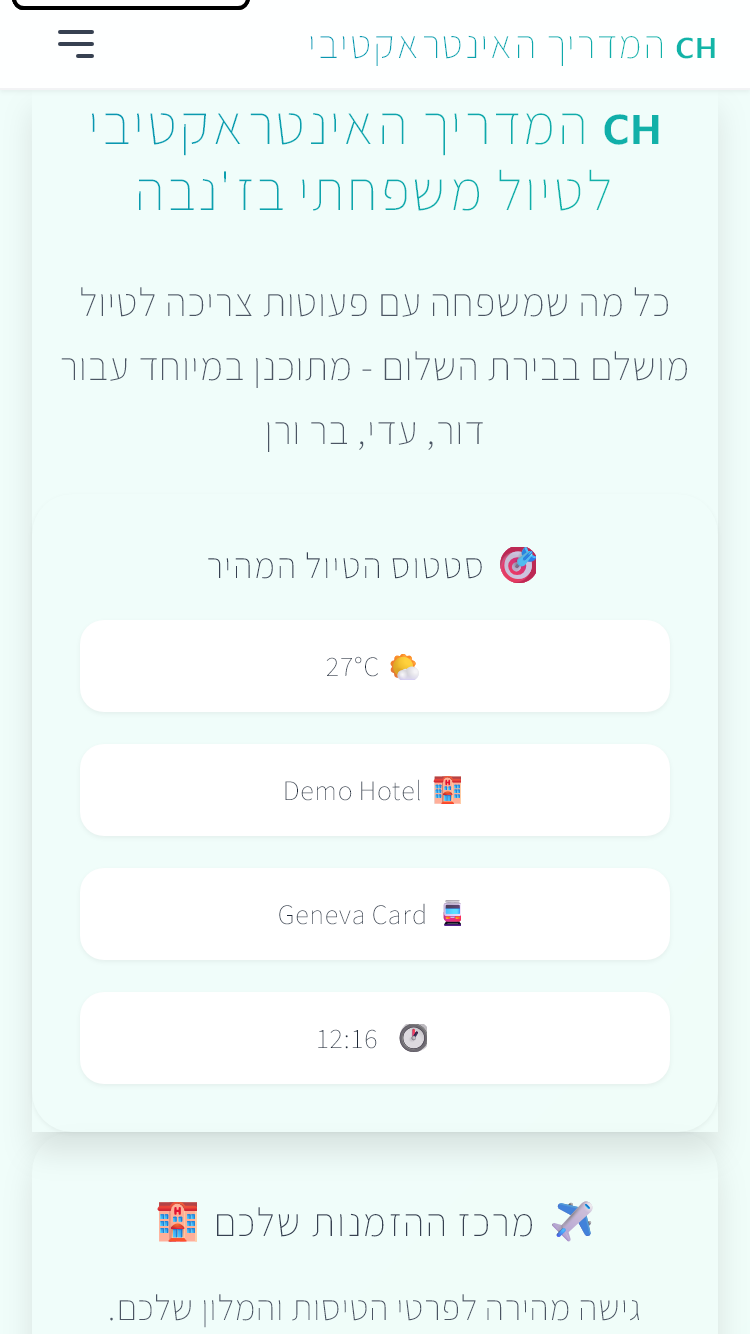 CH המדריך האינטראקטיבי
CH המדריך האינטראקטיבי
לטיול משפחתי בז'נבה
כל מה שמשפחה עם פעוטות צריכה לטיול
מושלם בבירת השלום - מתוכנן במיוחד עבור
דור, עדי, בר ורן
סטטוס הטיול המהיר
27°C
Demo Hotel
Geneva Card
12:16
מרכז ההזמנות שלכם
גישה מהירה לפרטי הטיסות והמלון שלכם.